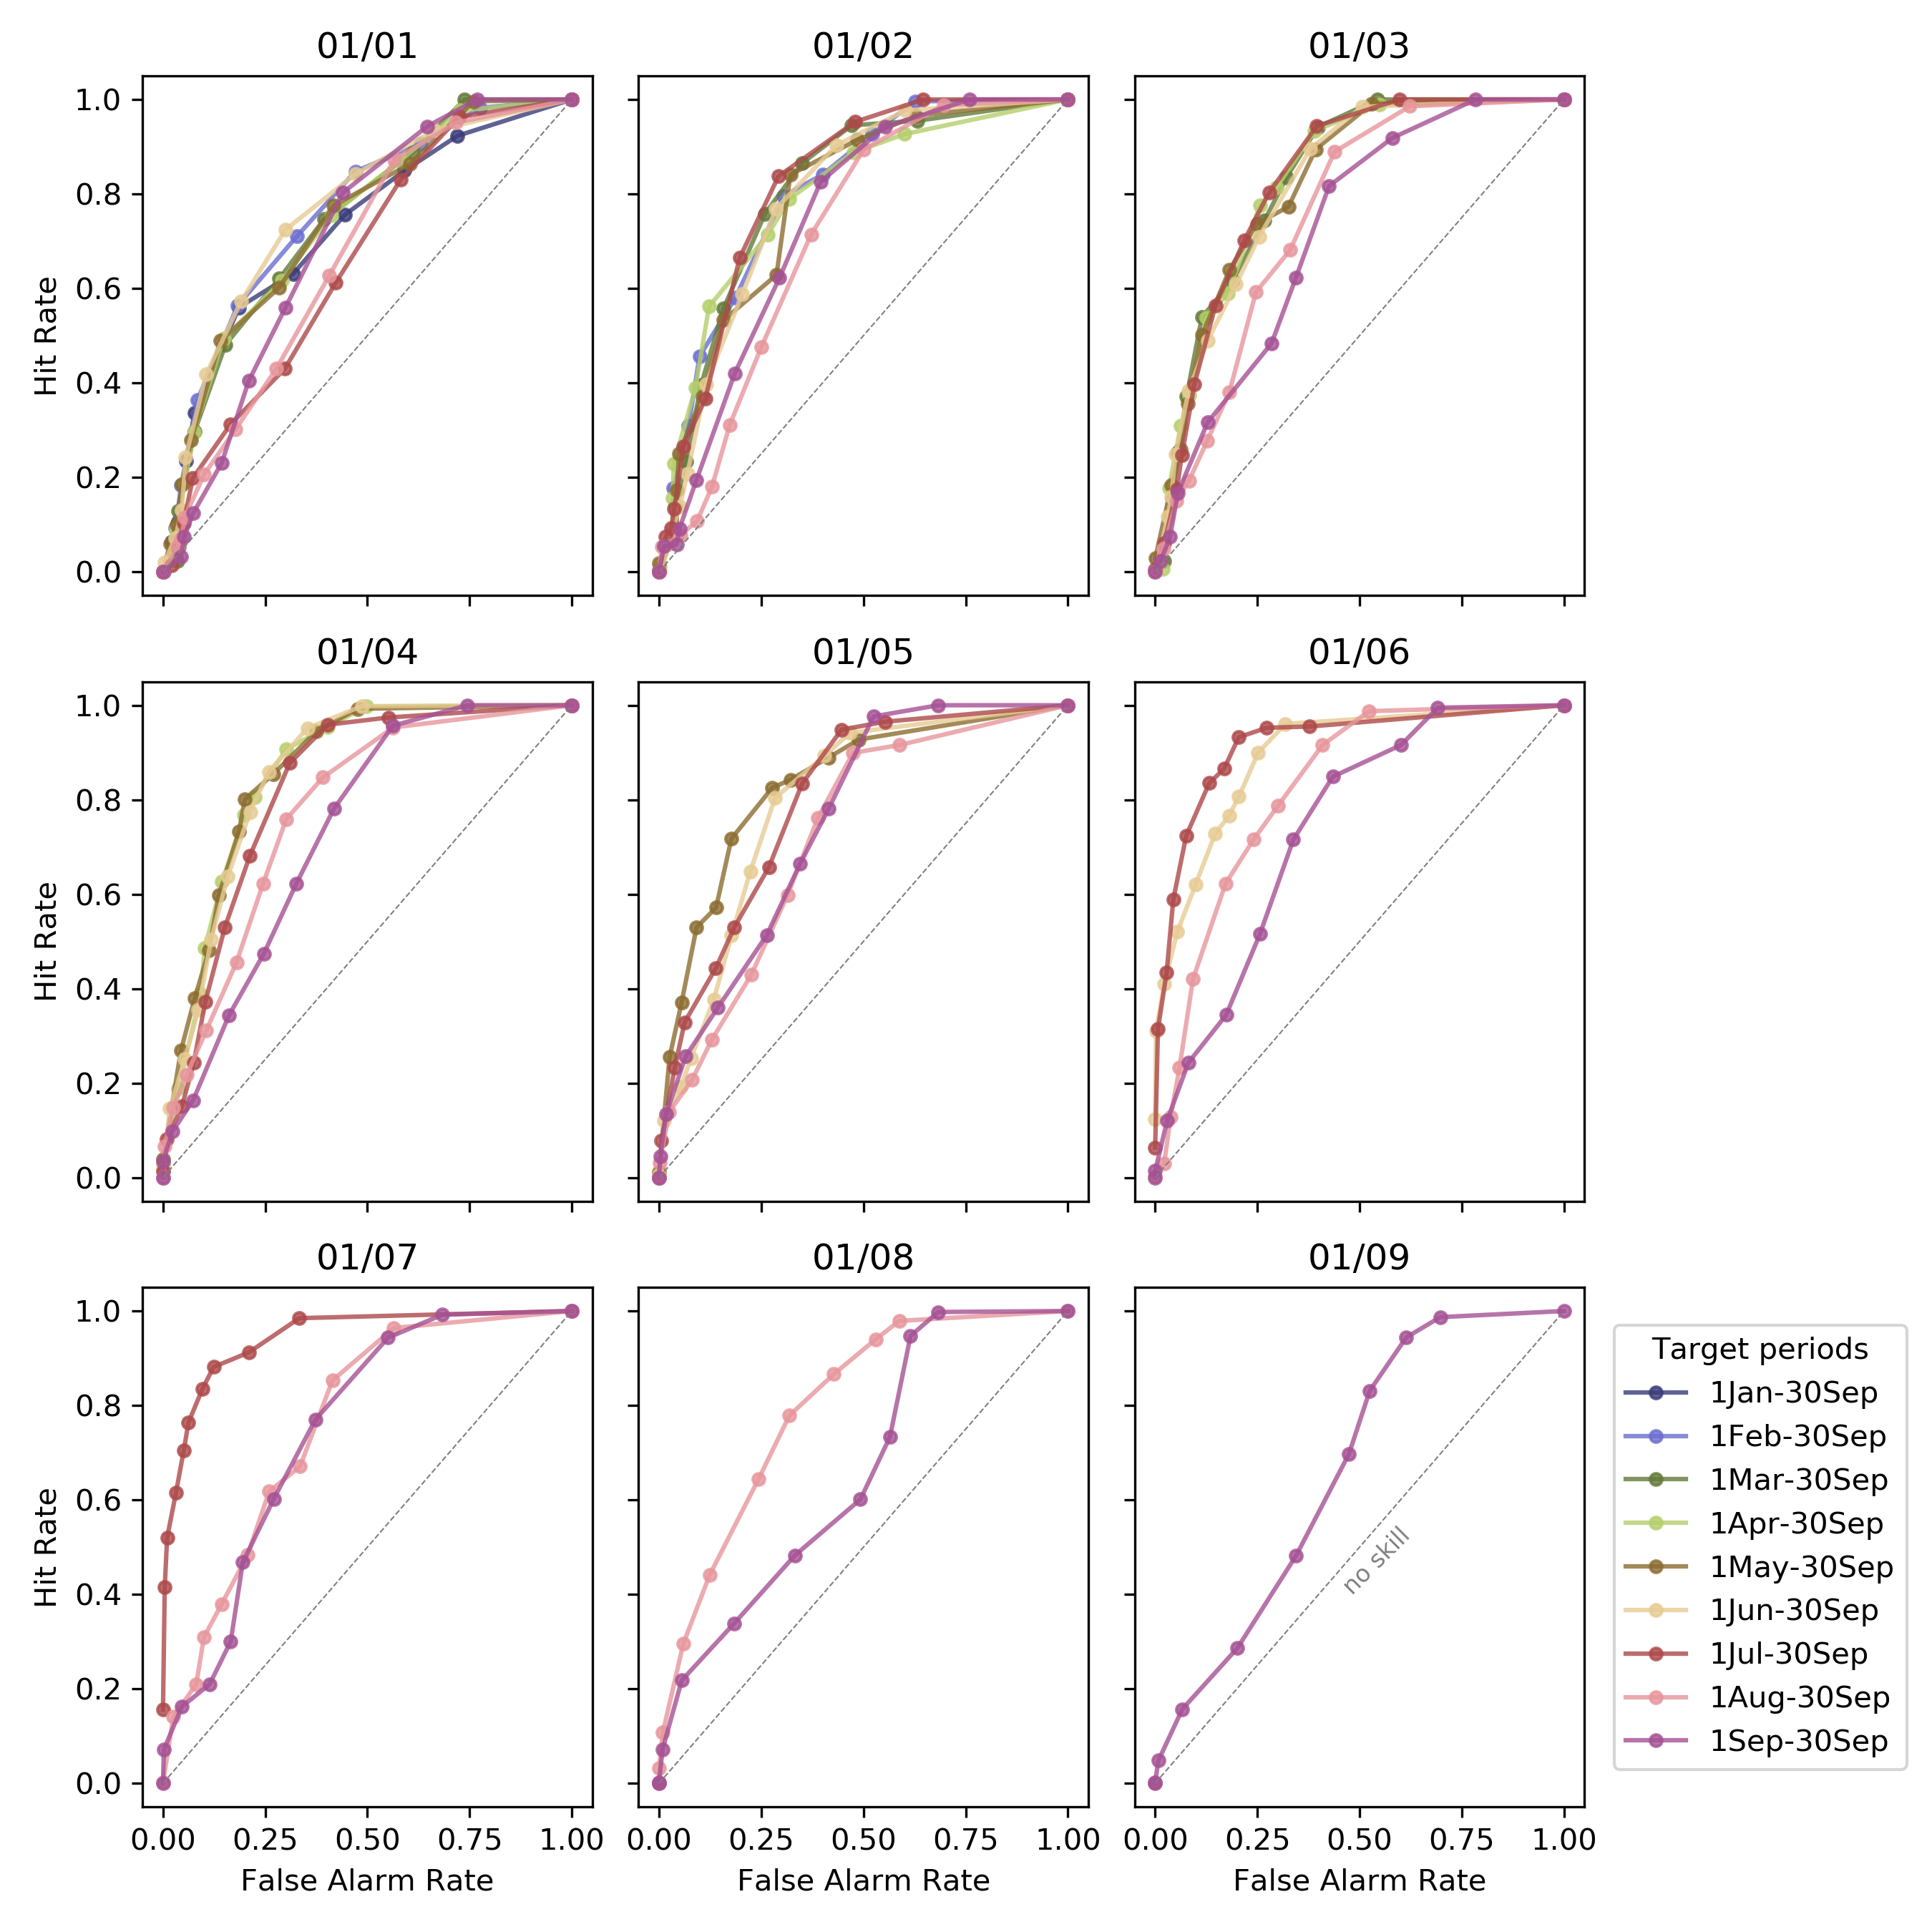 01/01
01/02
01/03
1.0
0.8
0.6
0.4
0.2
0.0
Hit Rate
01/04
01/05
01/06
1.0
0.8
0.6
0.4
0.2
0.0
Hit Rate
01/07
01/08
01/09
1.0
0.8
0.6
0.4
0.2
0.0
Hit Rate
no skill
0.00 0.25 0.50 0.75 1.00
0.00 0.25 0.50 0.75 1.00
0.00 0.25 0.50 0.75 1.00
False Alarm Rate
False Alarm Rate
False Alarm Rate
Target periods
1Jan-30Sep
1Feb-30Sep
1Mar-30Sep
1Apr-30Sep
1May-30Sep
1Jun-30Sep
1Jul-30Sep
1Aug-30Sep
1Sep-30Sep